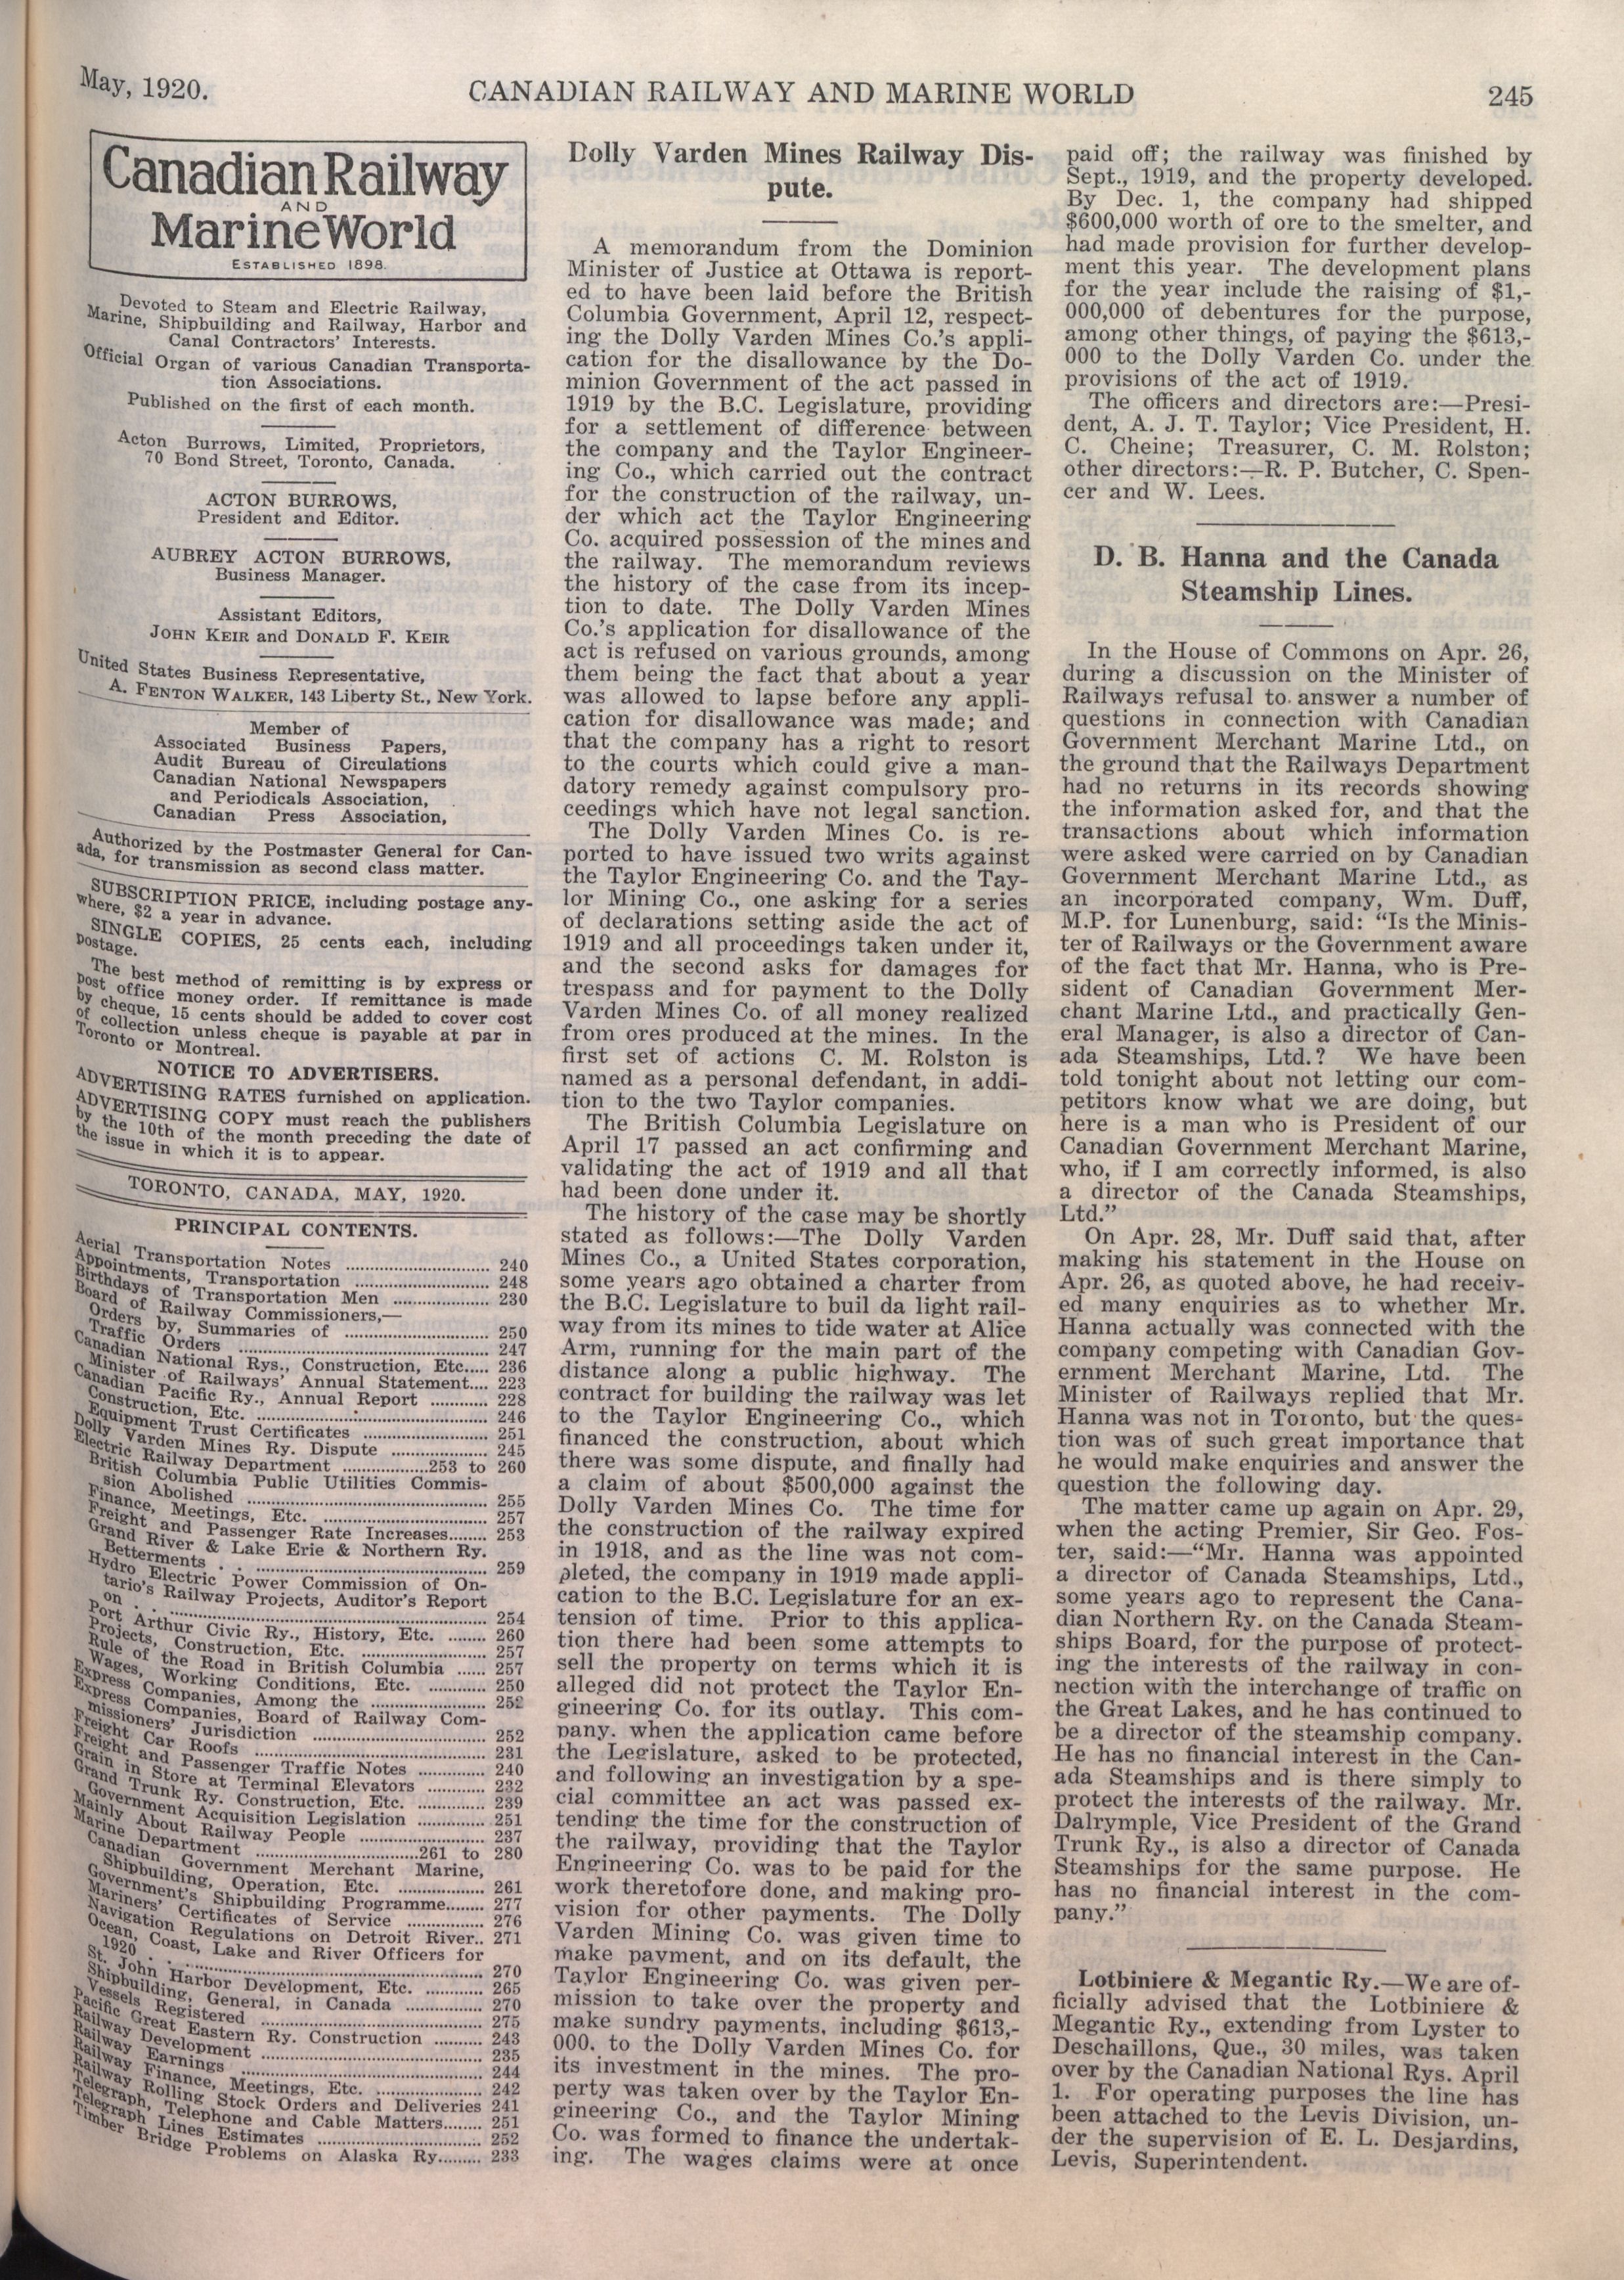 May, 1920.
CANADIAN RAILWAY AND MARINE WORLD
245
Canadian Railway
AND
Marine World
ESTABLISHED 1898.
Devoted to Steam and Electric Railway,
Marine, Shipbuilding and Railway, Harbor and
Canal Contractors' Interests.
Official Organ of various Canadian Transporta-
tion Associations.
Published on the first of each month.
Acton Burrows, Limited, Proprietors,
70 Bond Street, Toronto, Canada.
ACTON BURROWS,
President and Editor.
AUBREY ACTON BURROWS,
Business Manager.
Assistant Editors,
JOHN KEIR and DONALD F. KEIR
United States Business Representative,
A. FENTON WALKER, 143 Liberty St., New York.
Member of
Associated Business Papers,
Audit Bureau of Circulations
Canadian National Newspapers
and Periodicals Association,
Canadian Press Association,
Authorized by the Postmaster General for Can-
ada, for transmission as second class matter.
SUBSCRIPTION PRICE, including postage any-
where, $2 a year in advance.
SINGLE COPIES, 25 cents each, including
postage.
The best method of remitting is by express or
post office money order. If remittance is made
by cheque, 15 cents should be added to cover cost
of collection unless cheque is payable at par in
Toronto or Montreal.
NOTICE TO ADVERTISERS.
ADVERTISING RATES furnished on application.
ADVERTISING COPY must reach the publishers
by the 10th of the month preceding the date of
the issue in which it is to appear.
TORONTO, CANADA, MAY, 1920.
PRINCIPAL CONTENTS.
Aerial Transportation Notes ........ 240
Appointments, Transportation ........ 248
Birthdays of Transportation Men ........ 230
Board of Railway Commissioners,—
Orders by, Summaries of ........ 250
Traffic Orders ........ 247
Canadian National Rys., Construction, Etc..... 236
Minister of Railways' Annual Statement.... 223
Canadian Pacific Ry., Annual Report ........ 228
Construction, Etc. ........ 246
Equipment Trust Certificates ........ 251
Dolly Varden Mines Ry. Dispute ........ 245
Electric Railway Department ........253 to 260
British Columbia Public Utilities Commis-
sion Abolished ........ 255
Finance, Meetings, Etc. ........ 257
Freight and Passenger Rate Increases........ 253
Grand River & Lake Erie & Northern Ry.
Betterments . . ........ 259
Hydro Electric Power Commission of On-
tario's Railway Projects, Auditor's Report
on . . ........ 254
Port Arthur Civic Ry., History, Etc. ........ 260
Projects, Construction, Etc. ........ 257
Rule of the Road in British Columbia ...... 257
Wages, Working Conditions, Etc. ........ 250
Express Companies, Among the ........ 252
Express Companies, Board of Railway Com-
missioners' Jurisdiction ........ 252
Freight Car Roofs ........ 231
Freight and Passenger Traffic Notes ........ 240
Grain in Store at Terminal Elevators ........ 232
Grand Trunk Ry. Construction, Etc. ........ 239
Government Acquisition Legislation ........ 251
Mainly About Railway People ........ 237
Marine Department ........261 to 280
Canadian Government Merchant Marine,
Shipbuilding, Operation, Etc. ........ 261
Government's Shipbuilding Programme........ 277
Mariners' Certificates of Service ........ 276
Navigation Regulations on Detroit River.. 271
Ocean, Coast, Lake and River Officers for
1920 . ........ 270
St. John Harbor Development, Etc. ........ 265
Shipbuilding, General, in Canada ........ 270
Vessels Registered ........ 275
Pacific Great Eastern Ry. Construction ........ 243
Railway Development ........ 235
Railway Earnings ........ 244
Railway Finance, Meetings, Etc. ........ 242
Railway Rolling Stock Orders and Deliveries 241
Telegraph, Telephone and Cable Matters........ 251
Telegraph Lines Estimates ........ 252
Timber Bridge Problems on Alaska Ry......... 233
Dolly Varden Mines Railway Dis-
pute.
A memorandum from the Dominion
Minister of Justice at Ottawa is report-
ed to have been laid before the British
Columbia Government, April 12, respect-
ing the Dolly Varden Mines Co.'s appli-
cation for the disallowance by the Do-
minion Government of the act passed in
1919 by the B.C. Legislature, providing
for a settlement of difference between
the company and the Taylor Engineer-
ing Co., which carried out the contract
for the construction of the railway, un-
der which act the Taylor Engineering
Co. acquired possession of the mines and
the railway. The memorandum reviews
the history of the case from its incep-
tion to date. The Dolly Varden Mines
Co.'s application for disallowance of the
act is refused on various grounds, among
them being the fact that about a year
was allowed to lapse before any appli-
cation for disallowance was made; and
that the company has a right to resort
to the courts which could give a man-
datory remedy against compulsory pro-
ceedings which have not legal sanction.
The Dolly Varden Mines Co. is re-
ported to have issued two writs against
the Taylor Engineering Co. and the Tay-
lor Mining Co., one asking for a series
of declarations setting aside the act of
1919 and all proceedings taken under it,
and the second asks for damages for
trespass and for payment to the Dolly
Varden Mines Co. of all money realized
from ores produced at the mines. In the
first set of actions C. M. Rolston is
named as a personal defendant, in addi-
tion to the two Taylor companies.
The British Columbia Legislature on
April 17 passed an act confirming and
validating the act of 1919 and all that
had been done under it.
The history of the case may be shortly
stated as follows:—The Dolly Varden
Mines Co., a United States corporation,
some years ago obtained a charter from
the B.C. Legislature to buil da light rail-
way from its mines to tide water at Alice
Arm, running for the main part of the
distance along a public highway. The
contract for building the railway was let
to the Taylor Engineering Co., which
financed the construction, about which
there was some dispute, and finally had
a claim of about $500,000 against the
Dolly Varden Mines Co. The time for
the construction of the railway expired
in 1918, and as the line was not com-
pleted, the company in 1919 made appli-
cation to the B.C. Legislature for an ex-
tension of time. Prior to this applica-
tion there had been some attempts to
sell the property on terms which it is
alleged did not protect the Taylor En-
gineering Co. for its outlay. This com-
pany. when the application came before
the Legislature, asked to be protected,
and following an investigation by a spe-
cial committee an act was passed ex-
tending the time for the construction of
the railway, providing that the Taylor
Engineering Co. was to be paid for the
work theretofore done, and making pro-
vision for other payments. The Dolly
Varden Mining Co. was given time to
make payment, and on its default, the
Taylor Engineering Co. was given per-
mission to take over the property and
make sundry payments, including $613,-
000. to the Dolly Varden Mines Co. for
its investment in the mines. The pro-
perty was taken over by the Taylor En-
gineering Co., and the Taylor Mining
Co. was formed to finance the undertak-
ing. The wages claims were at once
paid off; the railway was finished by
Sept., 1919, and the property developed.
By Dec. 1, the company had shipped
$600,000 worth of ore to the smelter, and
had made provision for further develop-
ment this year. The development plans
for the year include the raising of $1,-
000,000 of debentures for the purpose,
among other things, of paying the $613,-
000 to the Dolly Varden Co. under the
provisions of the act of 1919.
The officers and directors are:—Presi-
dent, A. J. T. Taylor; Vice President, H.
C. Cheine; Treasurer, C. M. Rolston;
other directors:—R. P. Butcher, C. Spen-
cer and W. Lees.
D. B. Hanna and the Canada
Steamship Lines.
In the House of Commons on Apr. 26,
during a discussion on the Minister of
Railways refusal to answer a number of
questions in connection with Canadian
Government Merchant Marine Ltd., on
the ground that the Railways Department
had no returns in its records showing
the information asked for, and that the
transactions about which information
were asked were carried on by Canadian
Government Merchant Marine Ltd., as
an incorporated company, Wm. Duff,
M.P. for Lunenburg, said: "Is the Minis-
ter of Railways or the Government aware
of the fact that Mr. Hanna, who is Pre-
sident of Canadian Government Mer-
chant Marine Ltd., and practically Gen-
eral Manager, is also a director of Can-
ada Steamships, Ltd.? We have been
told tonight about not letting our com-
petitors know what we are doing, but
here is a man who is President of our
Canadian Government Merchant Marine,
who, if I am correctly informed, is also
a director of the Canada Steamships,
Ltd."
On Apr. 28, Mr. Duff said that, after
making his statement in the House on
Apr. 26, as quoted above, he had receiv-
ed many enquiries as to whether Mr.
Hanna actually was connected with the
company competing with Canadian Gov-
ernment Merchant Marine, Ltd. The
Minister of Railways replied that Mr.
Hanna was not in Toronto, but the ques-
tion was of such great importance that
he would make enquiries and answer the
question the following day.
The matter came up again on Apr. 29,
when the acting Premier, Sir Geo. Fos-
ter, said:—"Mr. Hanna was appointed
a director of Canada Steamships, Ltd.,
some years ago to represent the Cana-
dian Northern Ry. on the Canada Steam-
ships Board, for the purpose of protect-
ing the interests of the railway in con-
nection with the interchange of traffic on
the Great Lakes, and he has continued to
be a director of the steamship company.
He has no financial interest in the Can-
ada Steamships and is there simply to
protect the interests of the railway. Mr.
Dalrymple, Vice President of the Grand
Trunk Ry., is also a director of Canada
Steamships for the same purpose. He
has no financial interest in the com-
pany."
Lotbiniere & Megantic Ry.—We are of-
ficially advised that the Lotbiniere &
Megantic Ry., extending from Lyster to
Deschaillons, Que., 30 miles, was taken
over by the Canadian National Rys. April
1. For operating purposes the line has
been attached to the Levis Division, un-
der the supervision of E. L. Desjardins,
Levis, Superintendent.